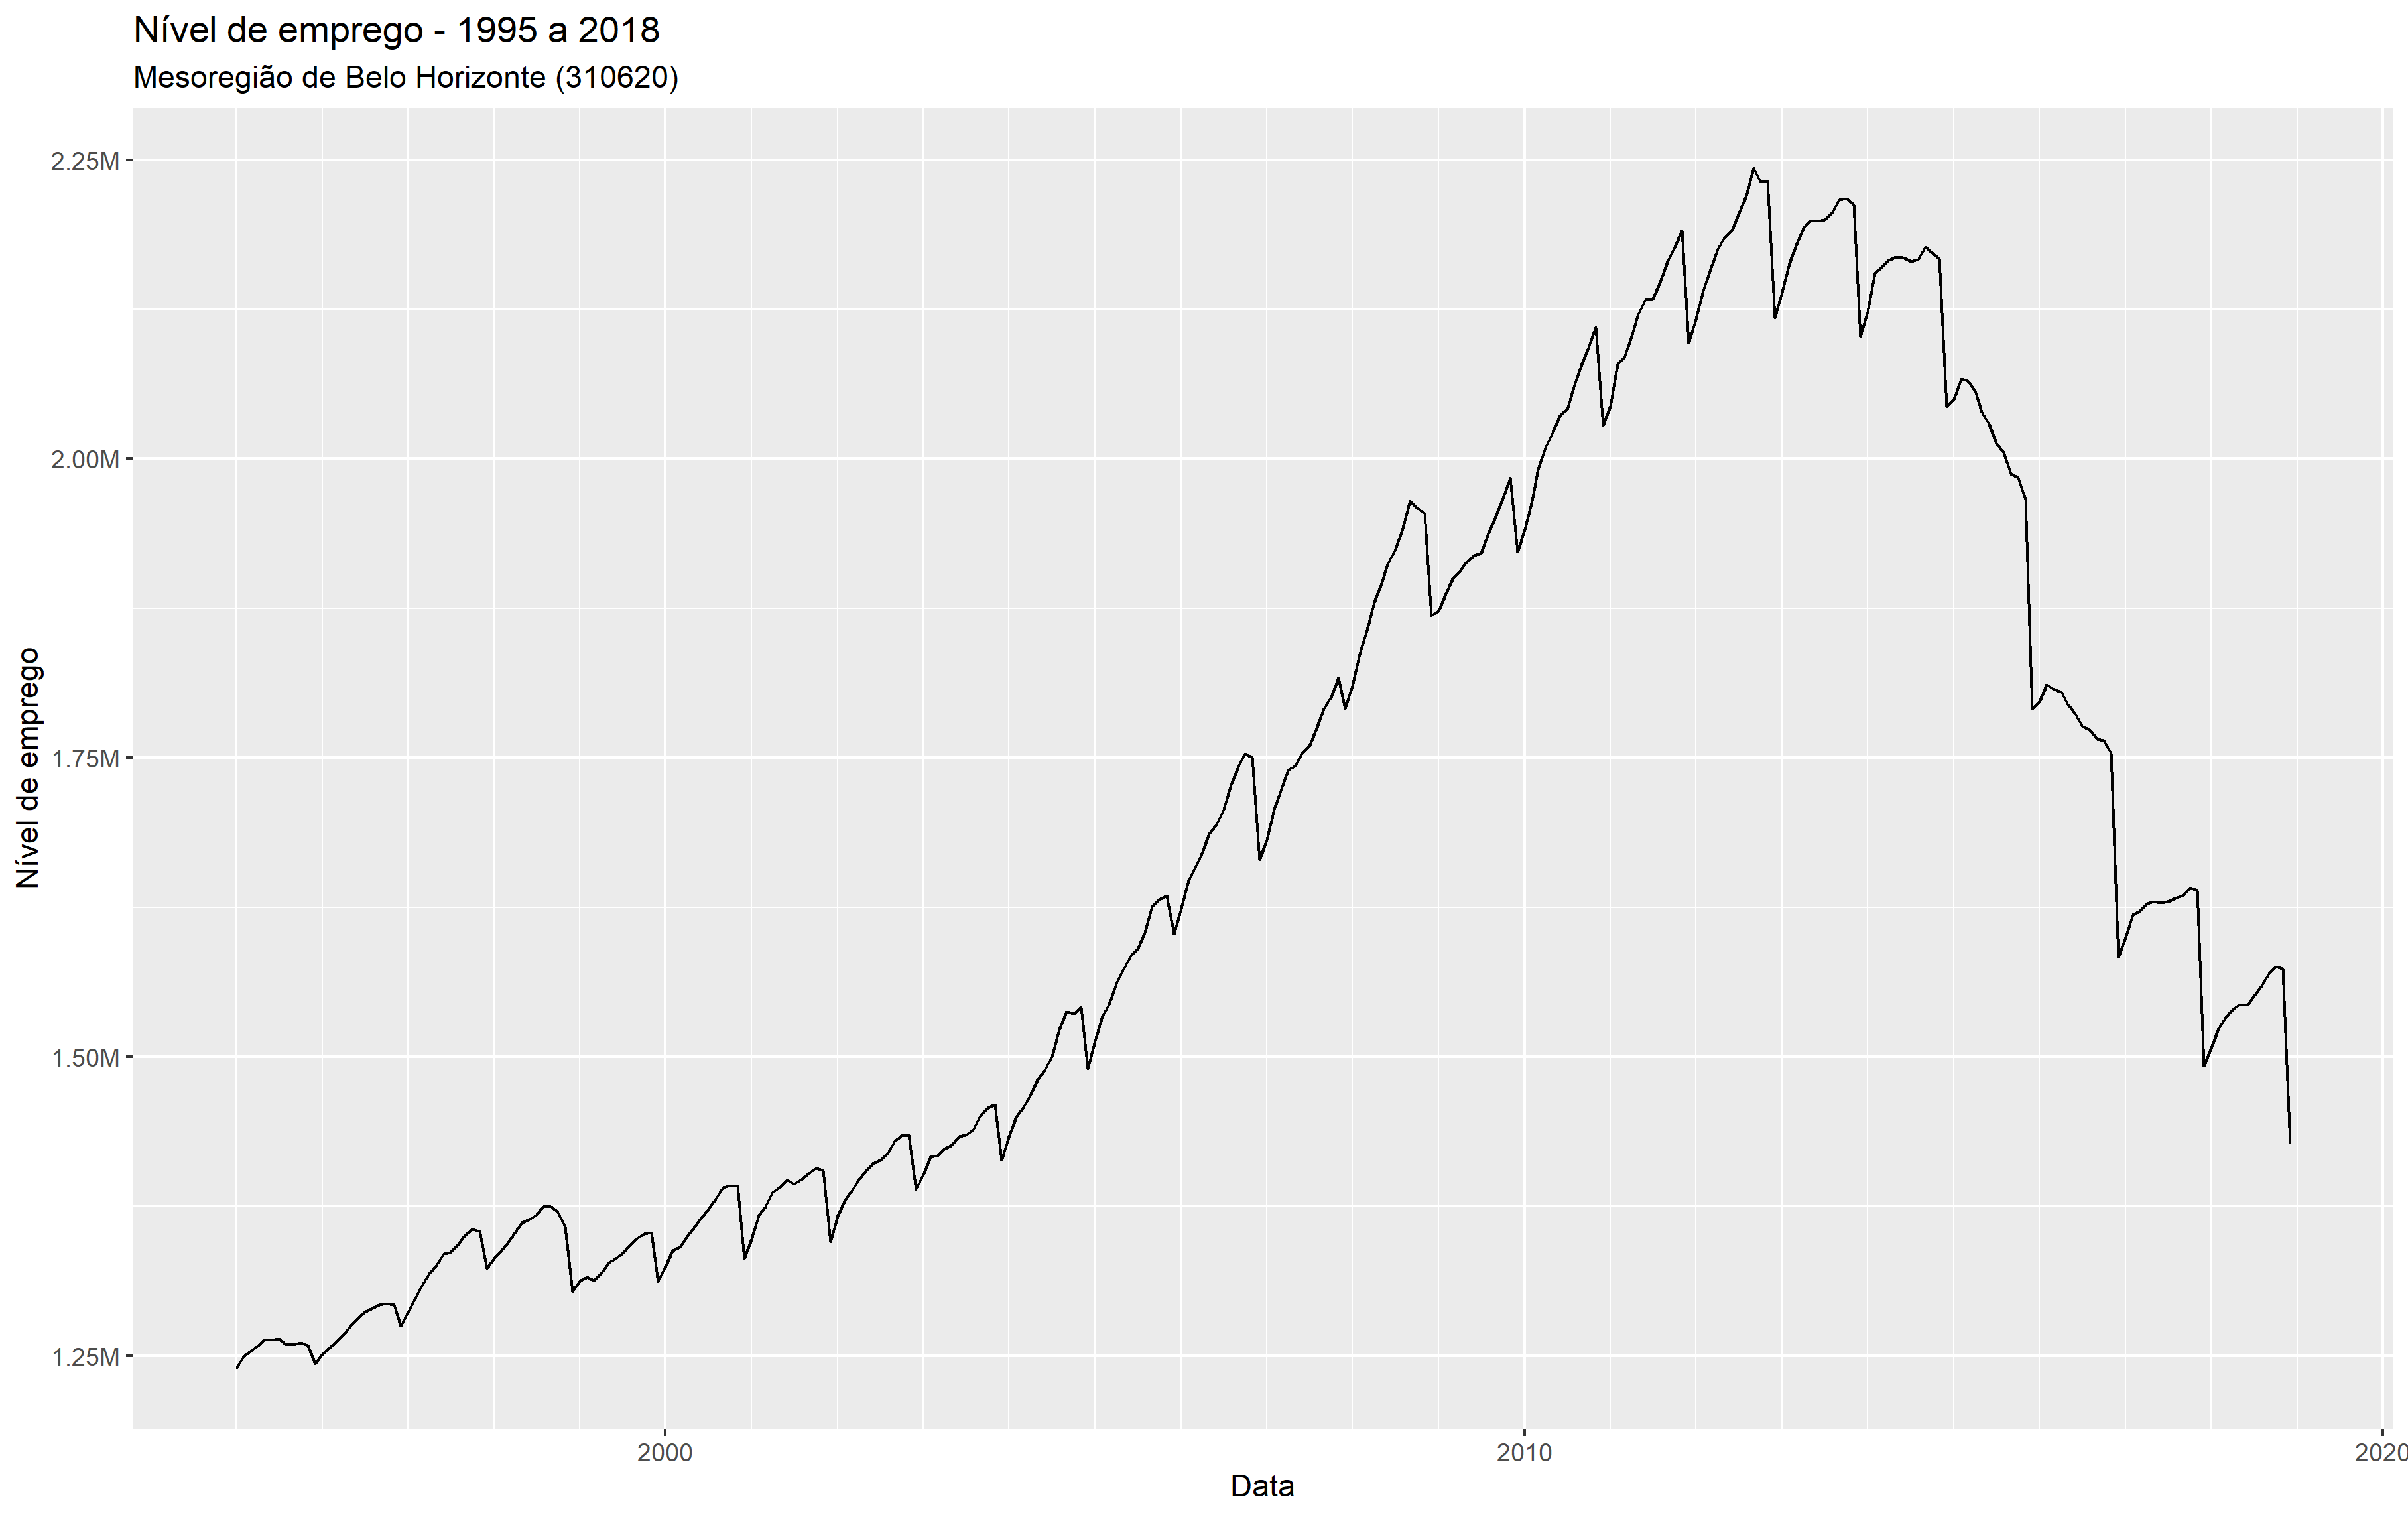 Nível de emprego - 1995 a 2018
Mesoregião de Belo Horizonte (310620)
Nível de emprego
2.25M
2.00M
1.75M
1.50M
1.25M
2000
2010
2020
Data